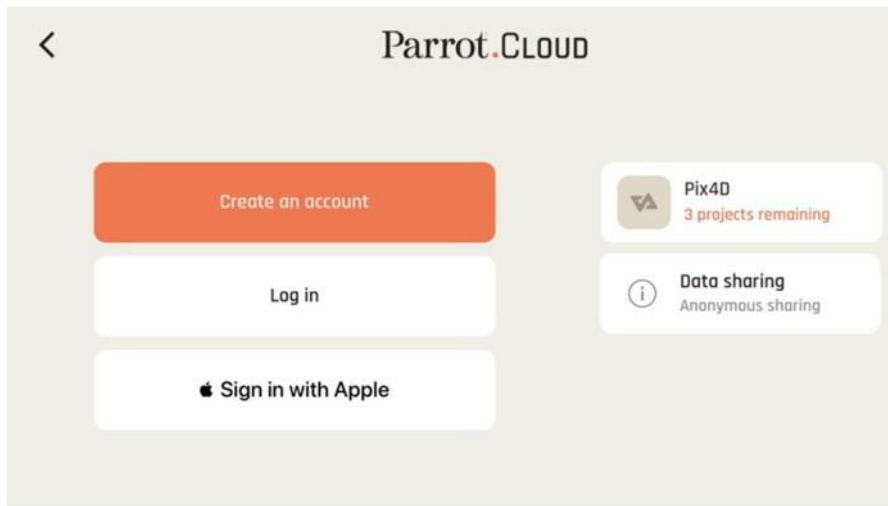 Parrot.CLOUD
Create an account
Log in
Sign in with Apple
Pix4D
3 projects remaining
Data sharing
Anonymous sharing